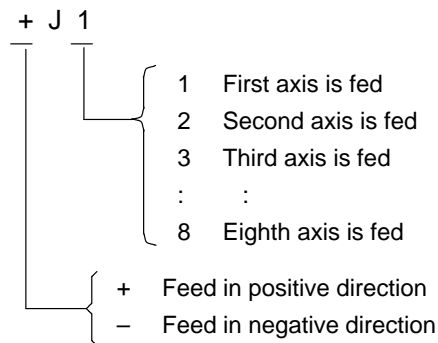 + J 1
1 First axis is fed
2 Second axis is fed
3 Third axis is fed
: :
8 Eighth axis is fed
+ Feed in positive direction
– Feed in negative direction